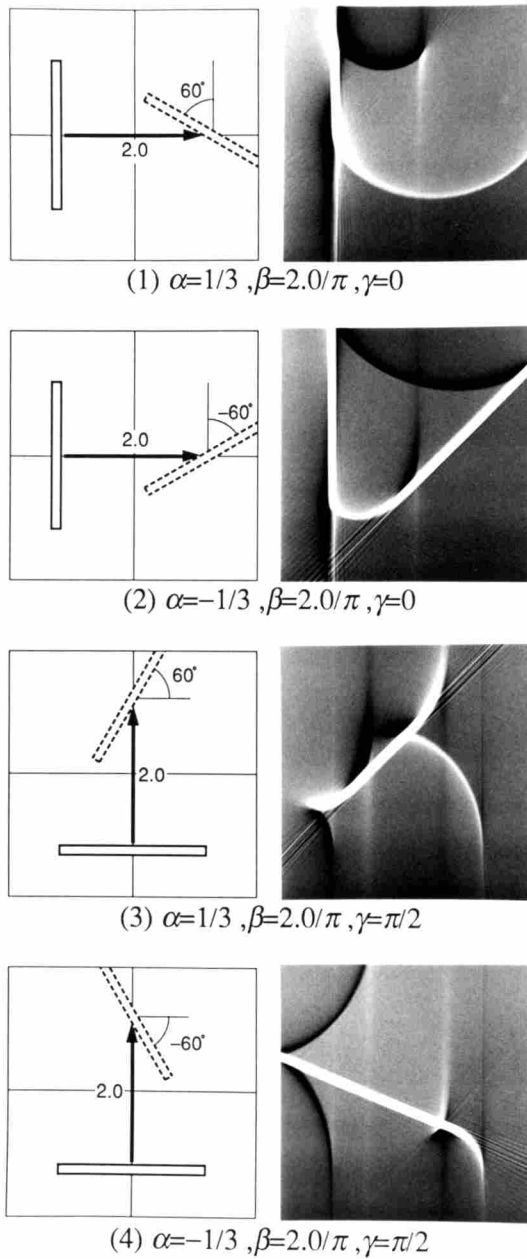 60°
2.0
(1) α=1/3 ,β=2.0/π ,γ=0
-60°
2.0
(2) α=−1/3 ,β=2.0/π ,γ=0
60°
2.0
(3) α=1/3 ,β=2.0/π ,γ=π/2
2.0
-60°
(4) α=−1/3 ,β=2.0/π ,γ=π/2